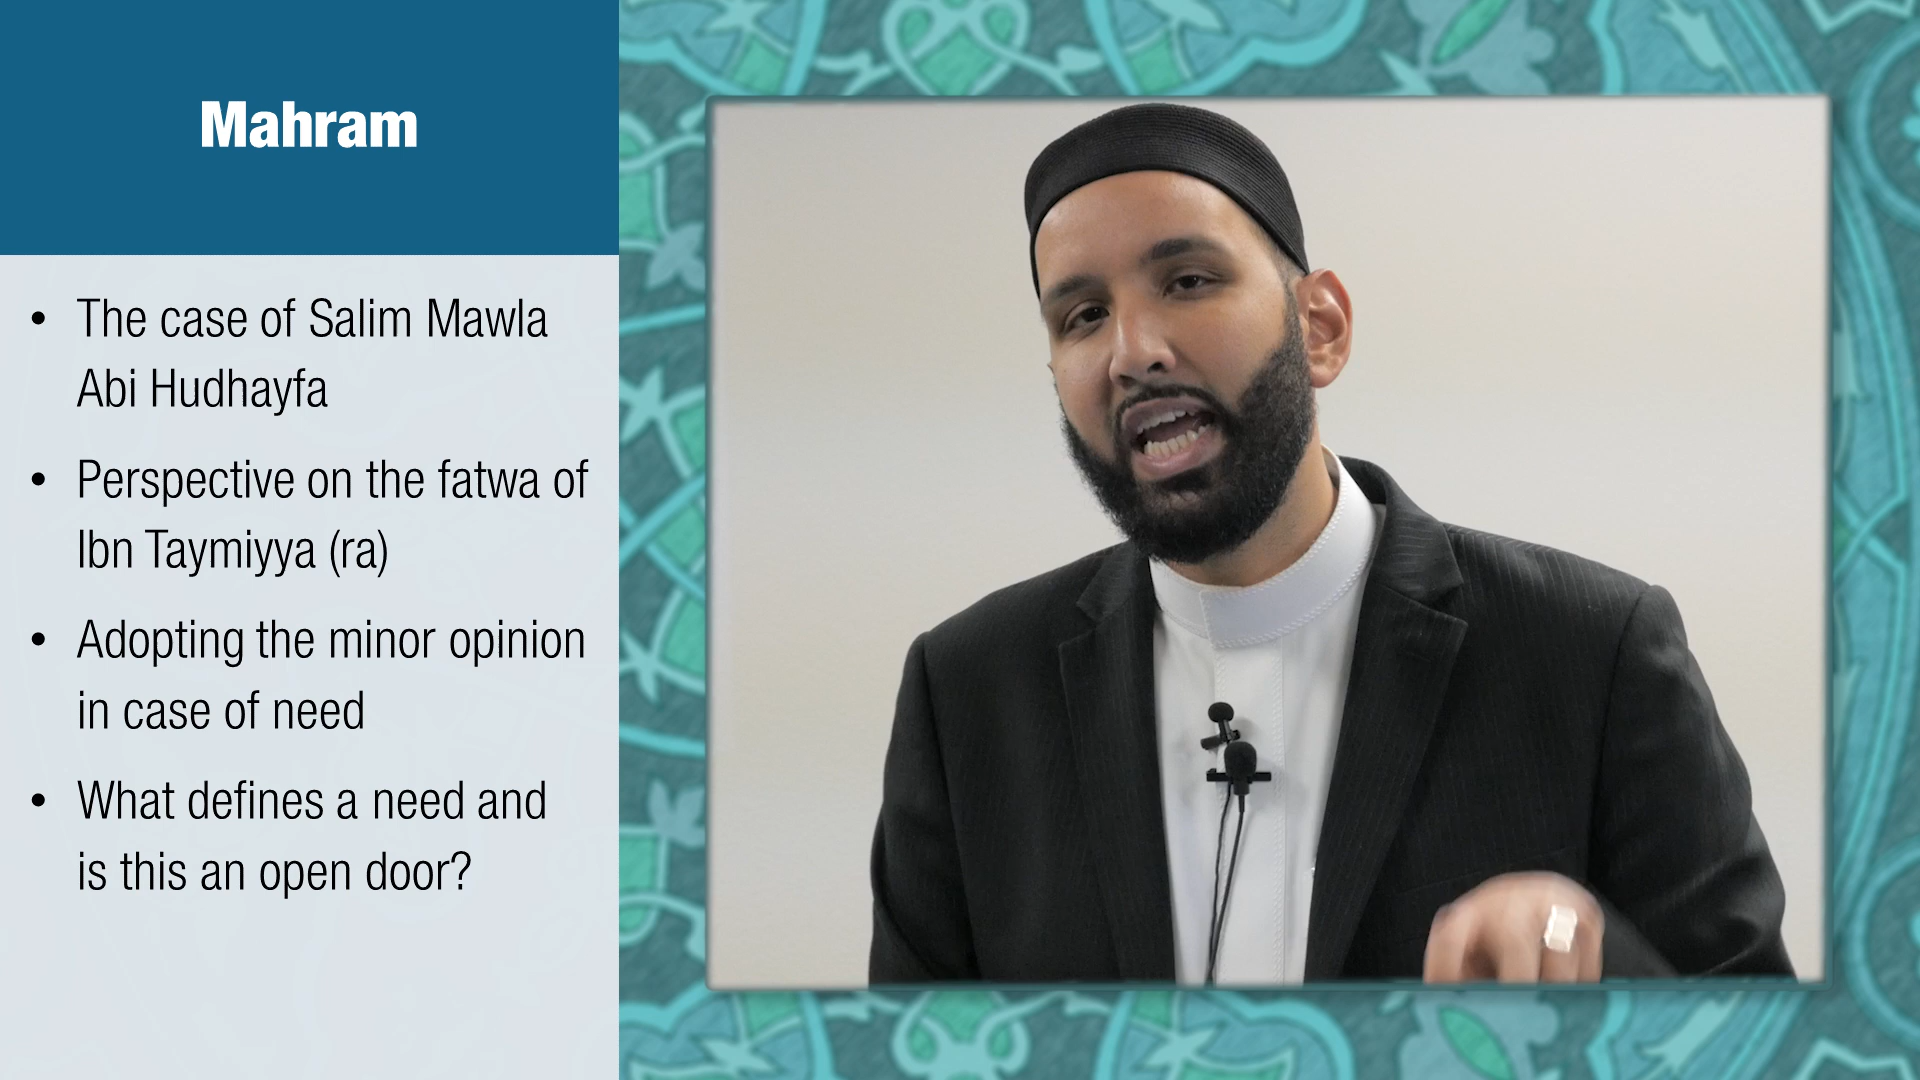 Mahram
• The case of Salim Mawla
Abi Hudhayfa
• Perspective on the fatwa of
Ibn Taymiyya (ra)
• Adopting the minor opinion
in case of need
• What defines a need and
is this an open door?